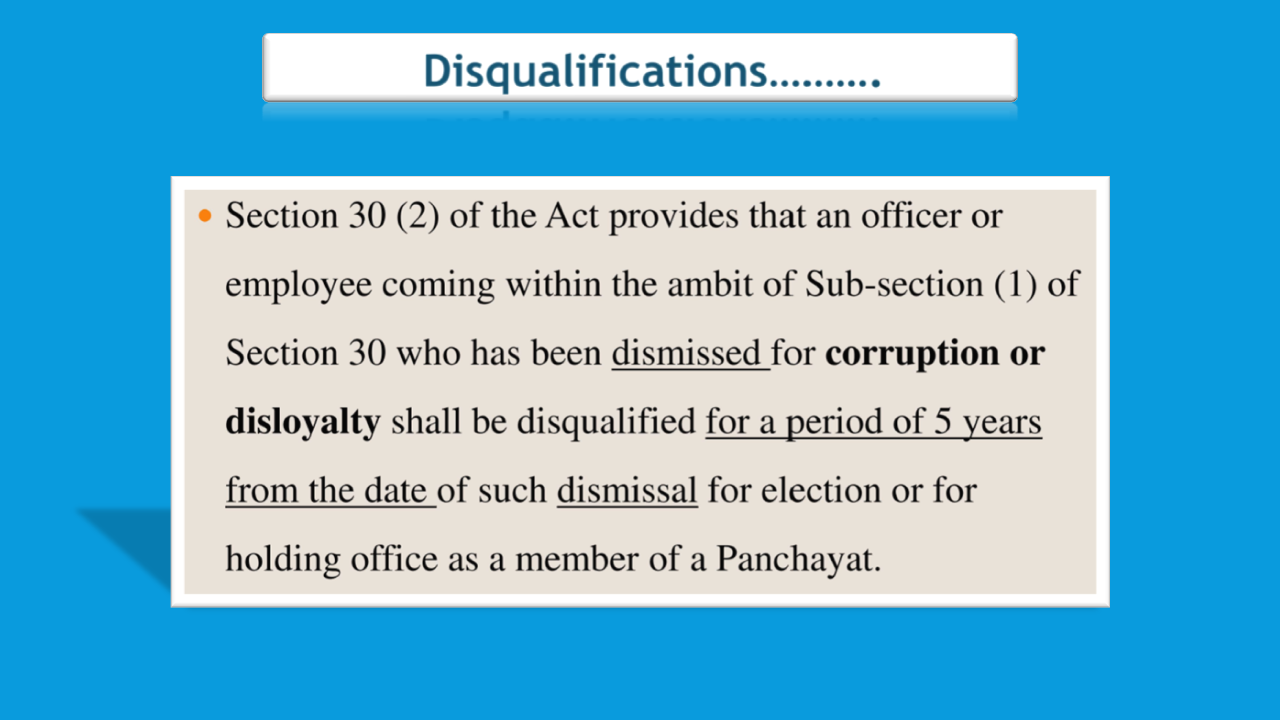 Disqualifications……….
• Section 30 (2) of the Act provides that an officer or
employee coming within the ambit of Sub-section (1) of
Section 30 who has been dismissed for corruption or
disloyalty shall be disqualified for a period of 5 years
from the date of such dismissal for election or for
holding office as a member of a Panchayat.